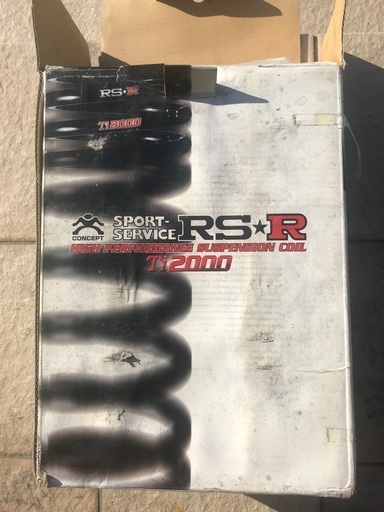 RS★R
Ti2000
CONCEPT
SPORT-
SERVICE
RS★R
HIGH PERFORMANCE SUSPENSION COIL
Ti2000